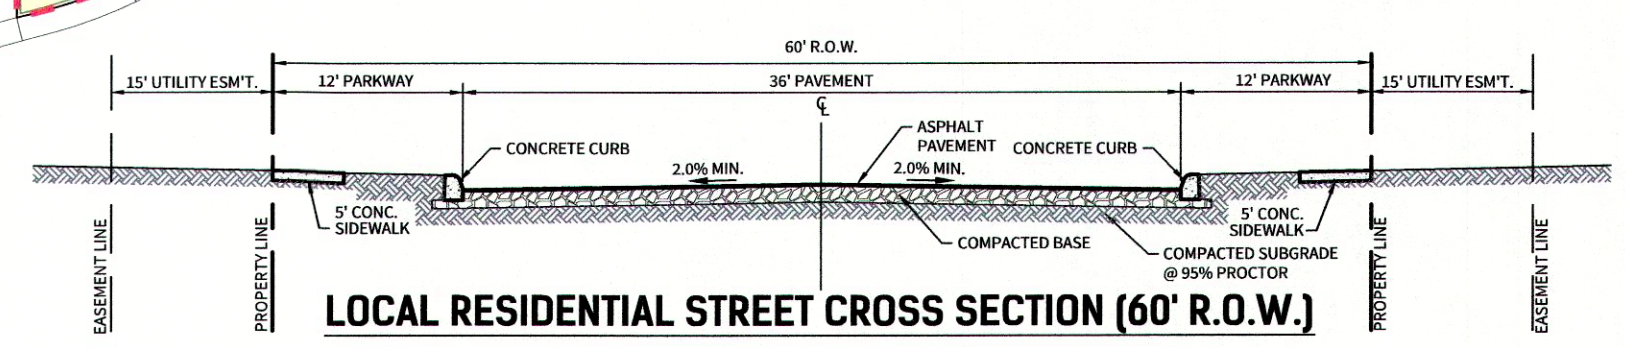 60' R.O.W.
15' UTILITY ESM'T.
12' PARKWAY
36' PAVEMENT
12' PARKWAY
15' UTILITY ESM'T.
℄
ASPHALT
PAVEMENT
CONCRETE CURB
CONCRETE CURB
2.0% MIN.
2.0% MIN.
5' CONC.
SIDEWALK
5' CONC.
SIDEWALK
COMPACTED BASE
COMPACTED SUBGRADE
@ 95% PROCTOR
EASEMENT LINE
PROPERTY LINE
PROPERTY LINE
EASEMENT LINE
LOCAL RESIDENTIAL STREET CROSS SECTION (60' R.O.W.)